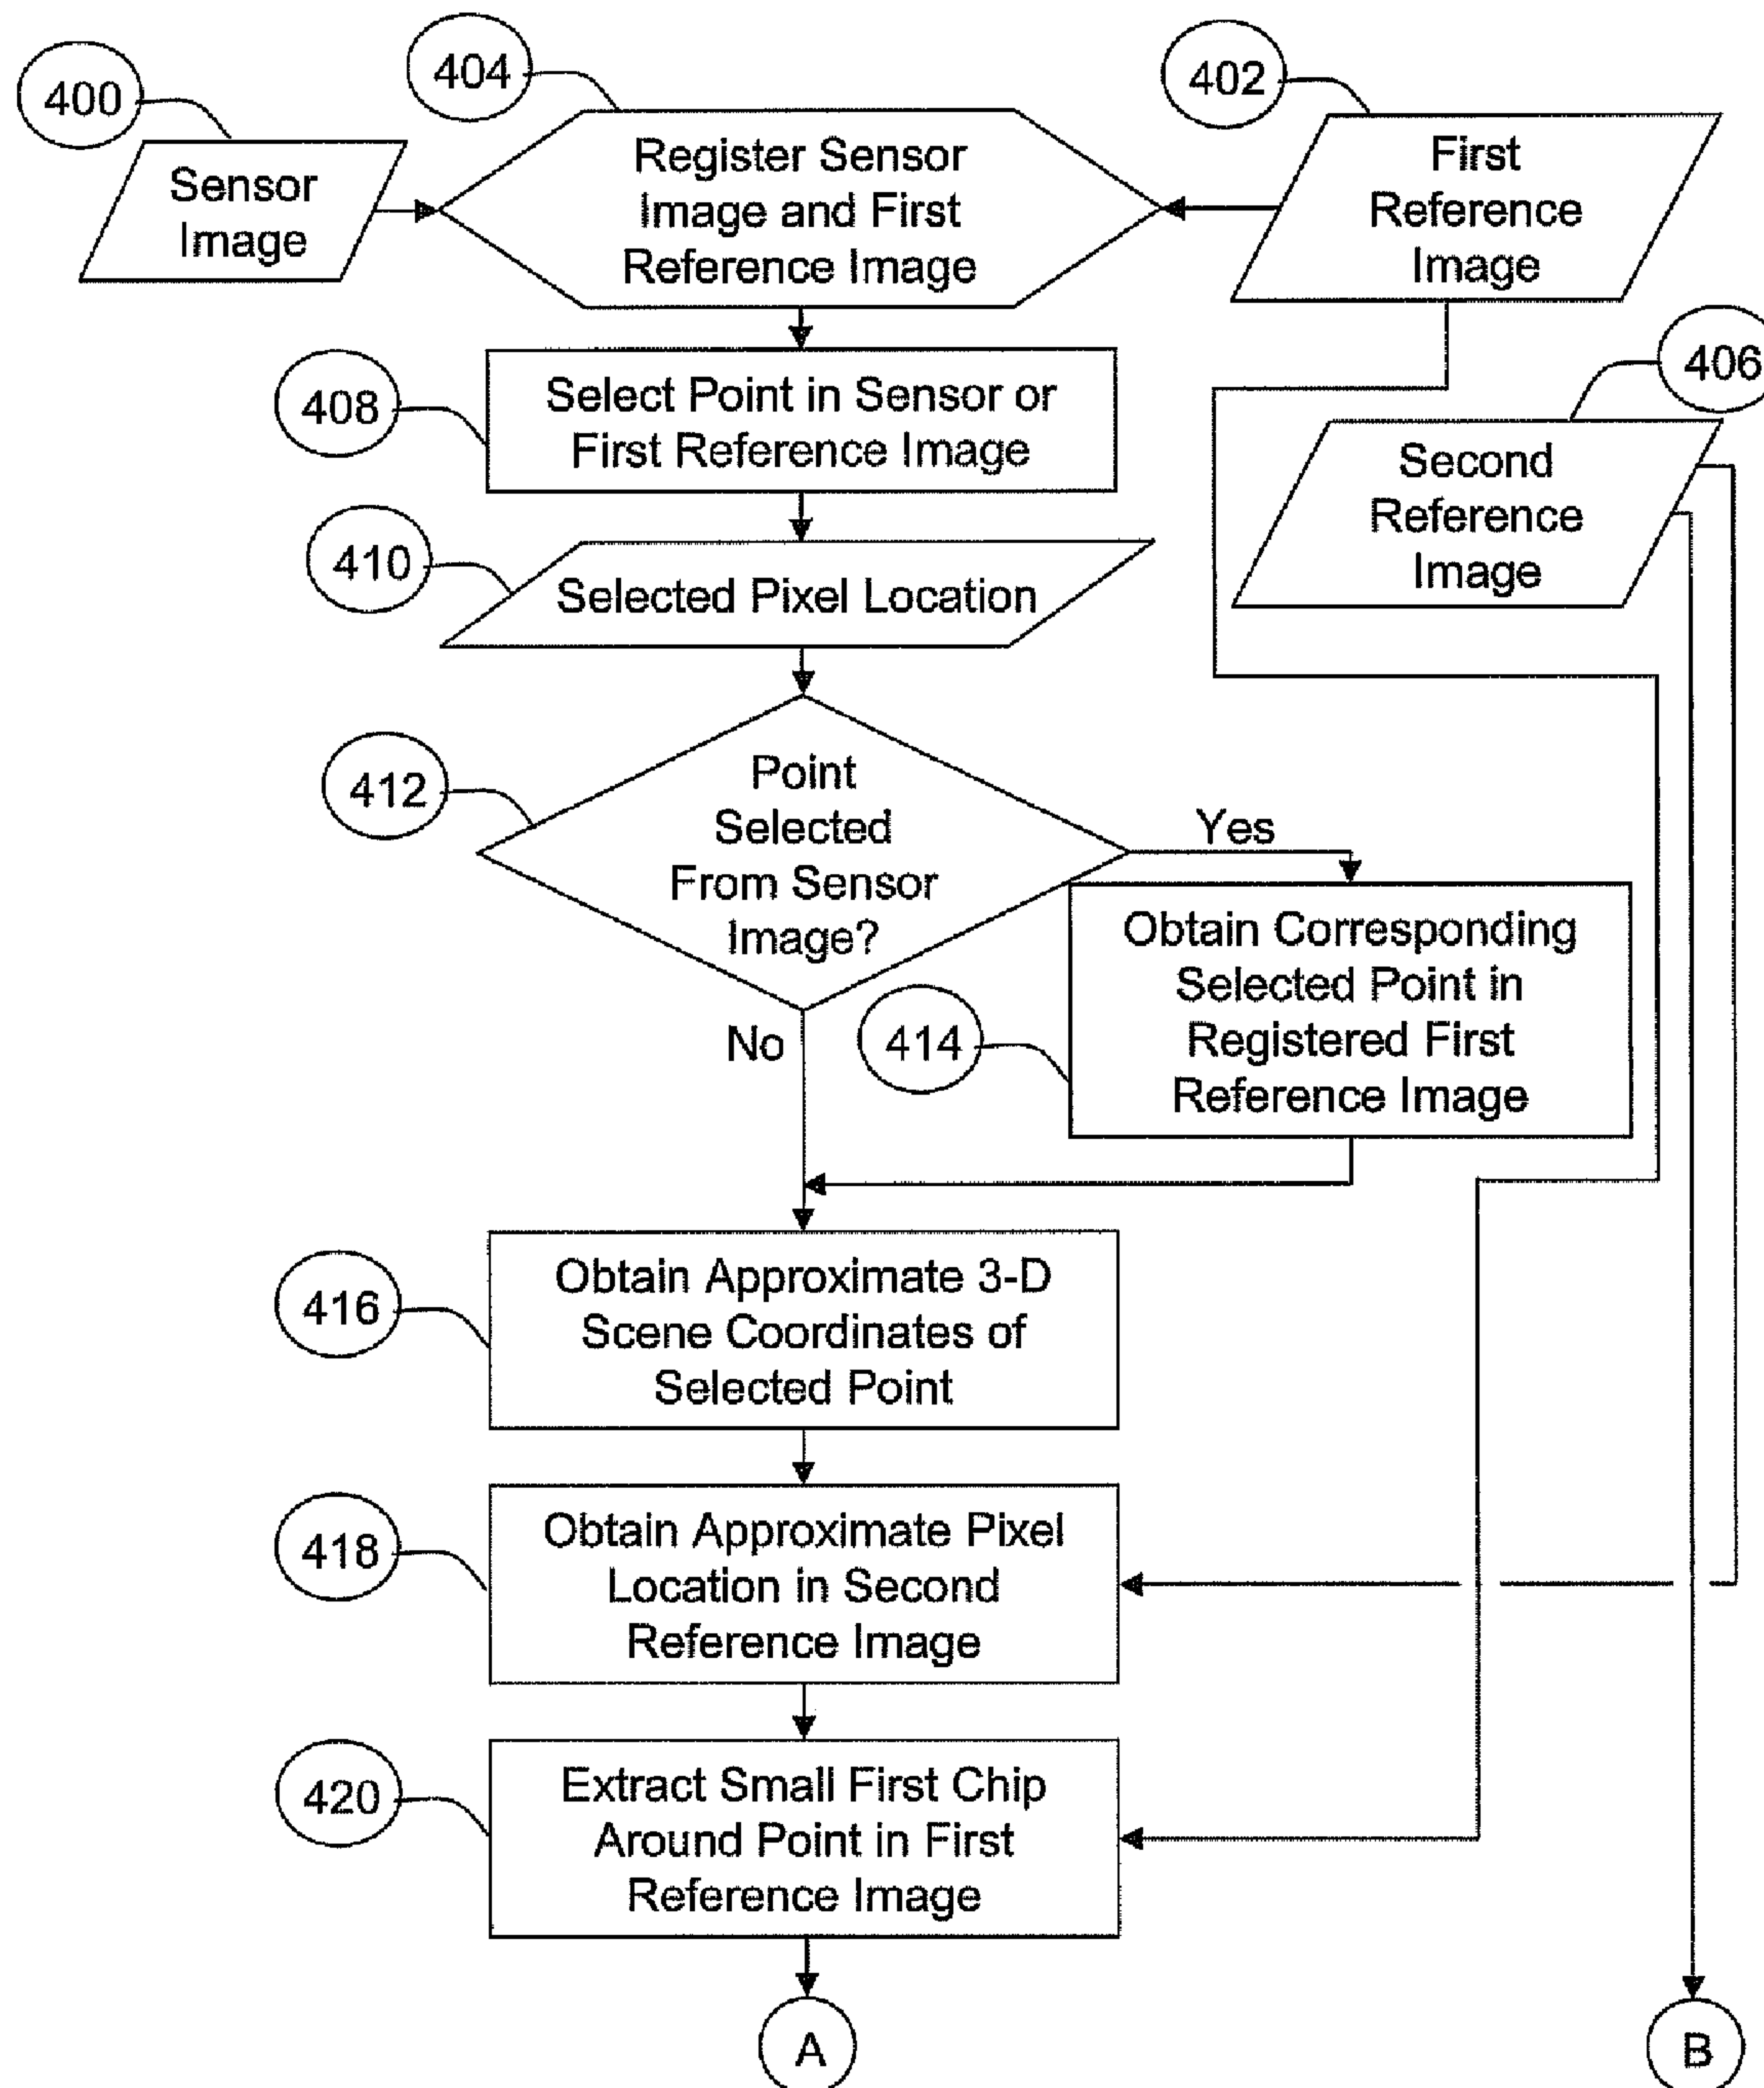 400
404
402
Sensor
Image
Register Sensor
Image and First
Reference Image
First
Reference
Image
406
408
Select Point in Sensor or
First Reference Image
Second
Reference
Image
410
Selected Pixel Location
412
Point
Selected
From Sensor
Image?
Yes
No
414
Obtain Corresponding
Selected Point in
Registered First
Reference Image
416
Obtain Approximate 3-D
Scene Coordinates of
Selected Point
418
Obtain Approximate Pixel
Location in Second
Reference Image
420
Extract Small First Chip
Around Point in First
Reference Image
A
B